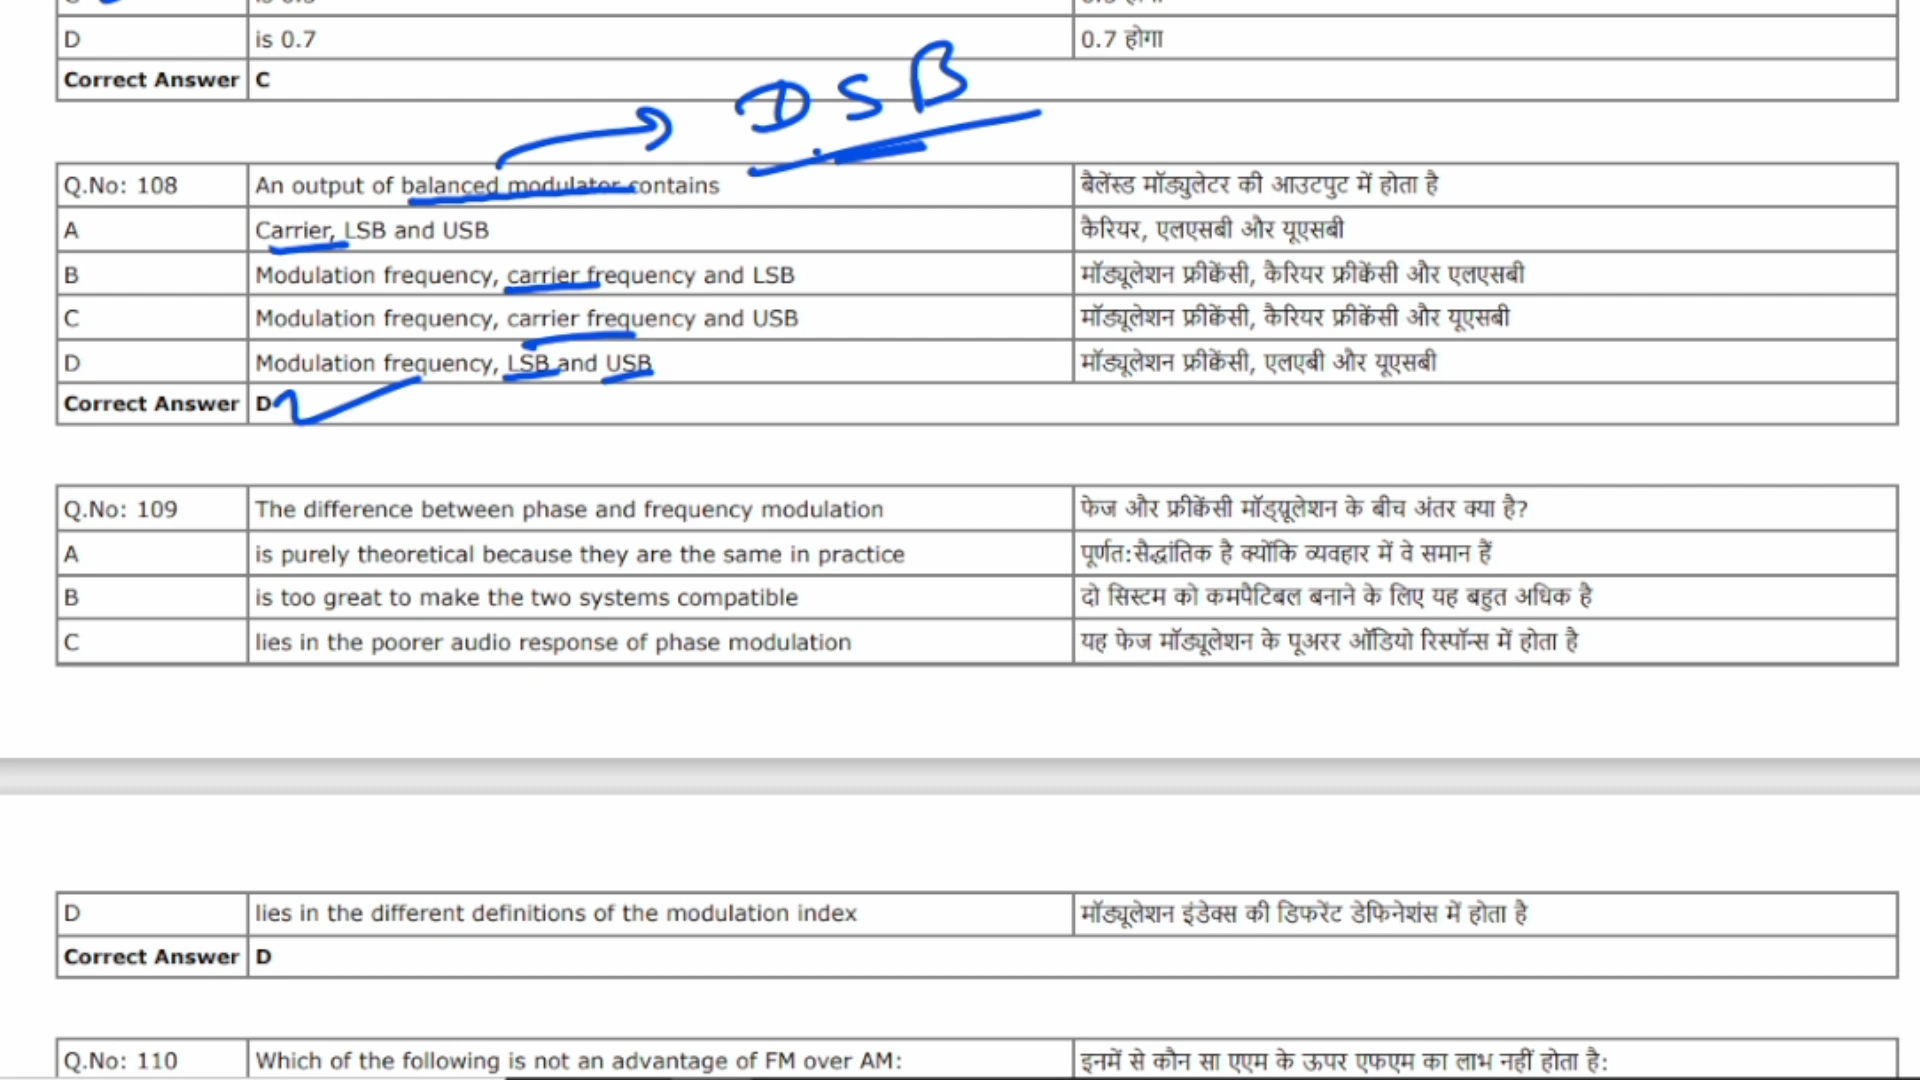 D is 0.7 0.7 होगा
Correct Answer C
DSB
Q.No: 108 An output of balanced modulator contains बैलेंस्ड मॉड्युलेटर की आउटपुट में होता है
A Carrier, LSB and USB कैरियर, एलएसबी और यूएसबी
B Modulation frequency, carrier frequency and LSB मॉड्यूलेशन फ्रीक्वेंसी, कैरियर फ्रीक्वेंसी और एलएसबी
C Modulation frequency, carrier frequency and USB मॉड्यूलेशन फ्रीक्वेंसी, कैरियर फ्रीक्वेंसी और यूएसबी
D Modulation frequency, LSB and USB मॉड्यूलेशन फ्रीक्वेंसी, एलएबी और यूएसबी
Correct Answer D
Q.No: 109 The difference between phase and frequency modulation फेज और फ्रीक्वेंसी मॉड्यूलेशन के बीच अंतर क्या है?
A is purely theoretical because they are the same in practice पूर्णत:सैद्धांतिक है क्योंकि व्यवहार में वे समान हैं
B is too great to make the two systems compatible दो सिस्टम को कमपैटिबल बनाने के लिए यह बहुत अधिक है
C lies in the poorer audio response of phase modulation यह फेज मॉड्यूलेशन के पूअरर ऑडियो रिस्पॉन्स में होता है
D lies in the different definitions of the modulation index मॉड्यूलेशन इंडेक्स की डिफरेंट डेफिनेशंस में होता है
Correct Answer D
Q.No: 110 Which of the following is not an advantage of FM over AM: इनमें से कौन सा एएम के ऊपर एफएम का लाभ नहीं होता है: